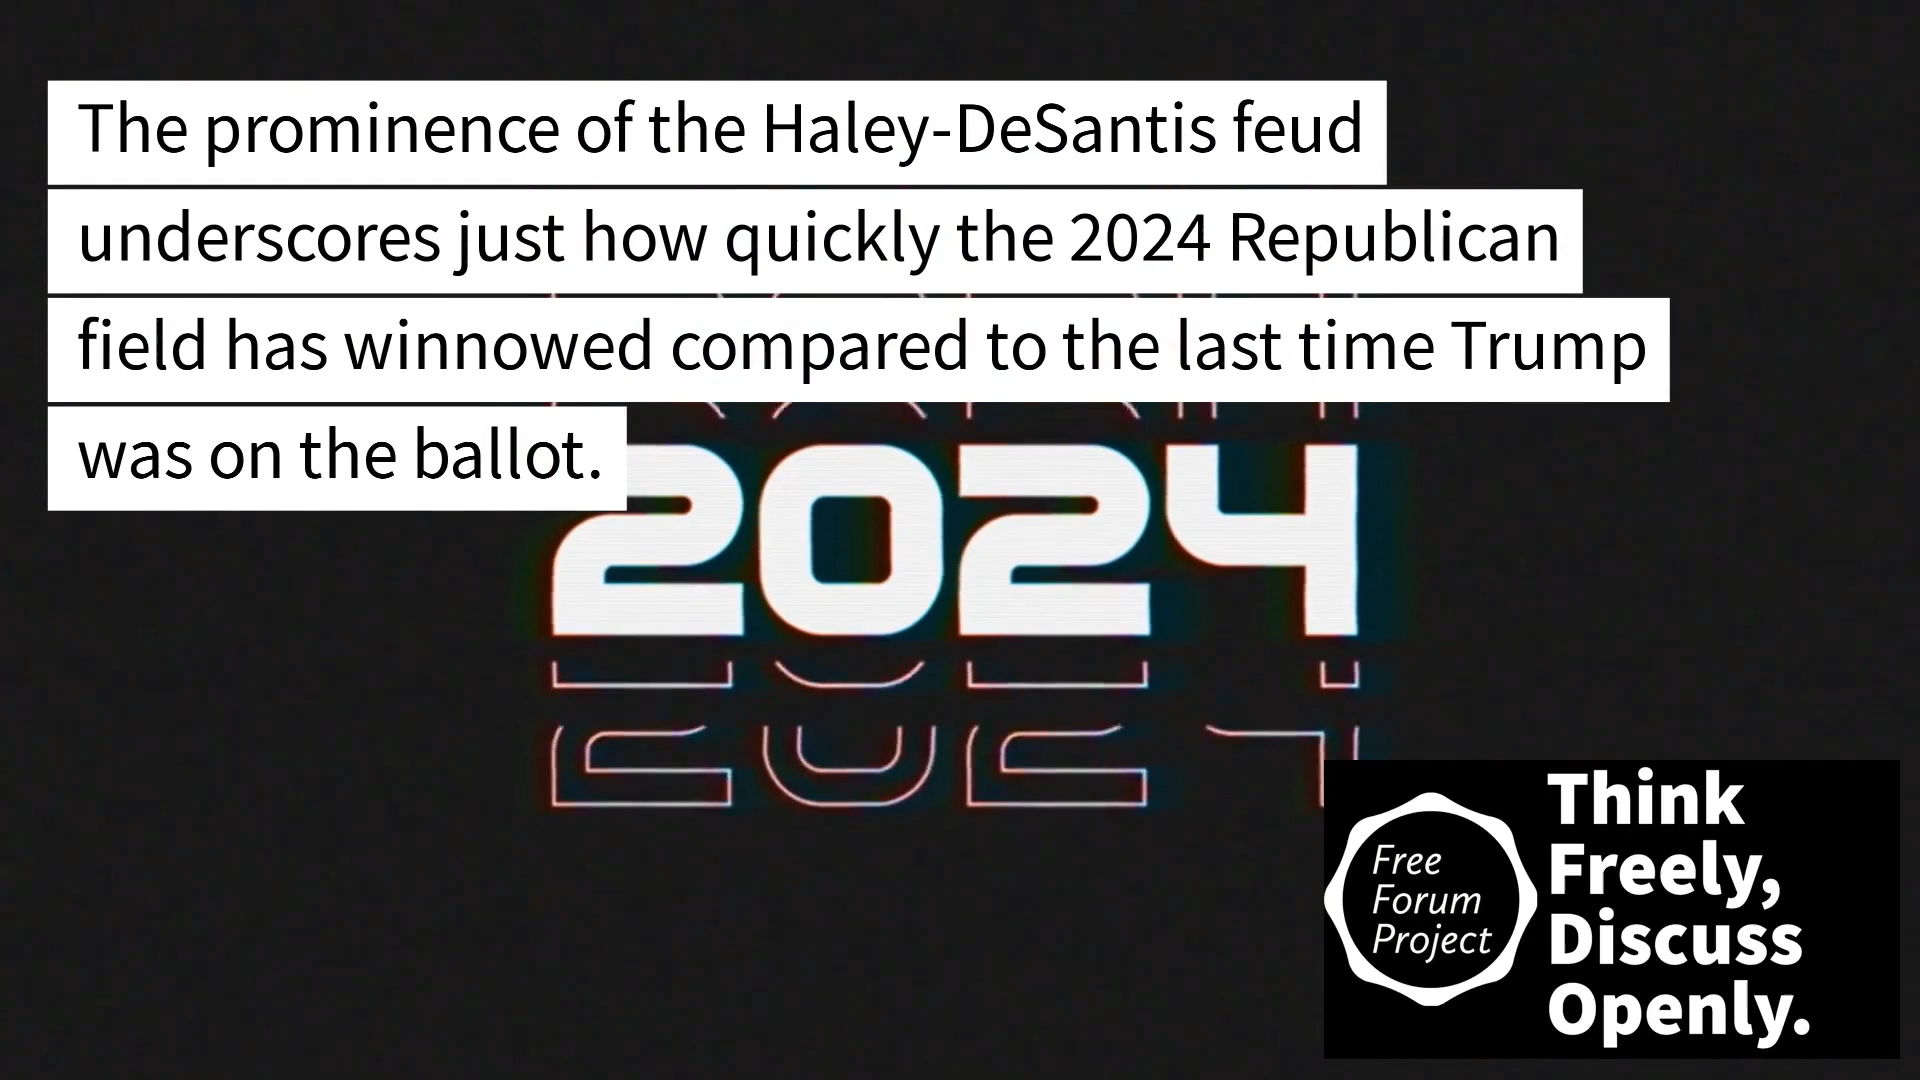 The prominence of the Haley-DeSantis feud
underscores just how quickly the 2024 Republican
field has winnowed compared to the last time Trump
was on the ballot.
2024
Free
Forum
Project
Think
Freely,
Discuss
Openly.